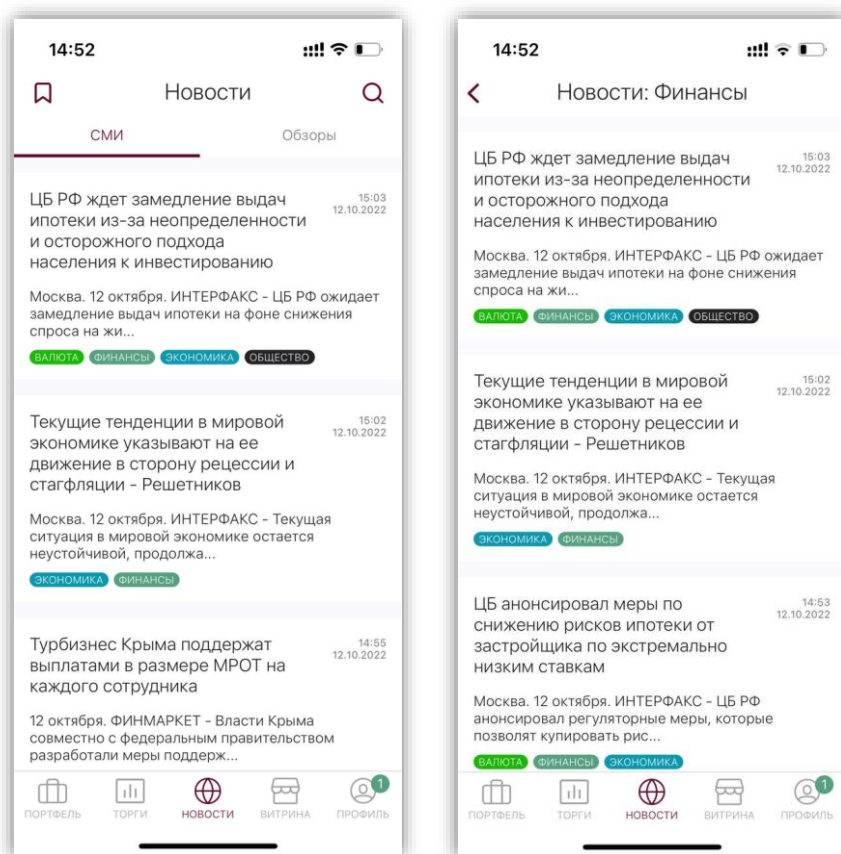 14:52
Новости
СМИ
Обзоры
ЦБ РФ ждет замедление выдач
15:03
ипотеки из-за неопределенности
12.10.2022
и осторожного подхода
населения к инвестированию
Москва. 12 октября. ИНТЕРФАКС - ЦБ РФ ожидает
замедление выдач ипотеки на фоне снижения
спроса на жи...
ВАЛЮТА ФИНАНСЫ ЭКОНОМИКА ОБЩЕСТВО
Текущие тенденции в мировой
15:02
экономике указывают на ее
12.10.2022
движение в сторону рецессии и
стагфляции - Решетников
Москва. 12 октября. ИНТЕРФАКС - Текущая
ситуация в мировой экономике остается
неустойчивой, продолжа...
ЭКОНОМИКА ФИНАНСЫ
Турбизнес Крыма поддержат
14:55
выплатами в размере МРОТ на
12.10.2022
каждого сотрудника
12 октября. ФИНМАРКЕТ - Власти Крыма
совместно с федеральным правительством
разработали меры поддерж...
1
ПОРТФЕЛЬ ТОРГИ НОВОСТИ ВИТРИНА ПРОФИЛЬ
14:52
Новости: Финансы
ЦБ РФ ждет замедление выдач
15:03
ипотеки из-за неопределенности
12.10.2022
и осторожного подхода
населения к инвестированию
Москва. 12 октября. ИНТЕРФАКС - ЦБ РФ ожидает
замедление выдач ипотеки на фоне снижения
спроса на жи...
ВАЛЮТА ФИНАНСЫ ЭКОНОМИКА ОБЩЕСТВО
Текущие тенденции в мировой
15:02
экономике указывают на ее
12.10.2022
движение в сторону рецессии и
стагфляции - Решетников
Москва. 12 октября. ИНТЕРФАКС - Текущая
ситуация в мировой экономике остается
неустойчивой, продолжа...
ЭКОНОМИКА ФИНАНСЫ
ЦБ анонсировал меры по
14:53
снижению рисков ипотеки от
12.10.2022
застройщика по экстремально
низким ставкам
Москва. 12 октября. ИНТЕРФАКС - ЦБ РФ
анонсировал регуляторные меры, которые
позволят купировать рис...
ВАЛЮТА ФИНАНСЫ ЭКОНОМИКА
1
ПОРТФЕЛЬ ТОРГИ НОВОСТИ ВИТРИНА ПРОФИЛЬ